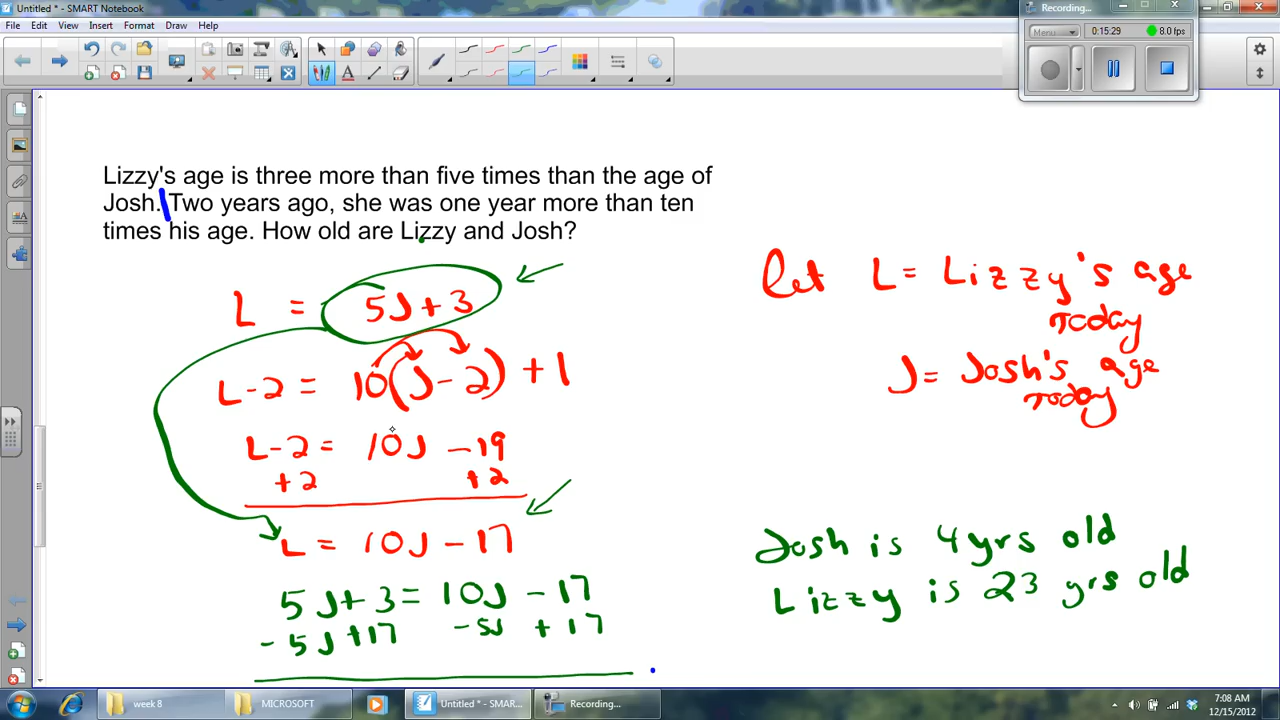 Untitled * - SMART Notebook
Recording...
File Edit View Insert Format Draw Help
Menu
0:15:29
8.0 fps
Lizzy's age is three more than five times than the age of
Josh. Two years ago, she was one year more than ten
times his age. How old are Lizzy and Josh?
L = 5J + 3
L - 2 = 10(J - 2) + 1
L - 2 = 10J - 19
+2 +2
L = 10J - 17
5J + 3 = 10J - 17
- 5J + 17 - 5J + 17
let L = Lizzy's age
today
J = Josh's age
today
Josh is 4 yrs old
Lizzy is 23 yrs old
week 8
MICROSOFT
Untitled * - SMAR...
Recording...
7:08 AM
12/15/2012